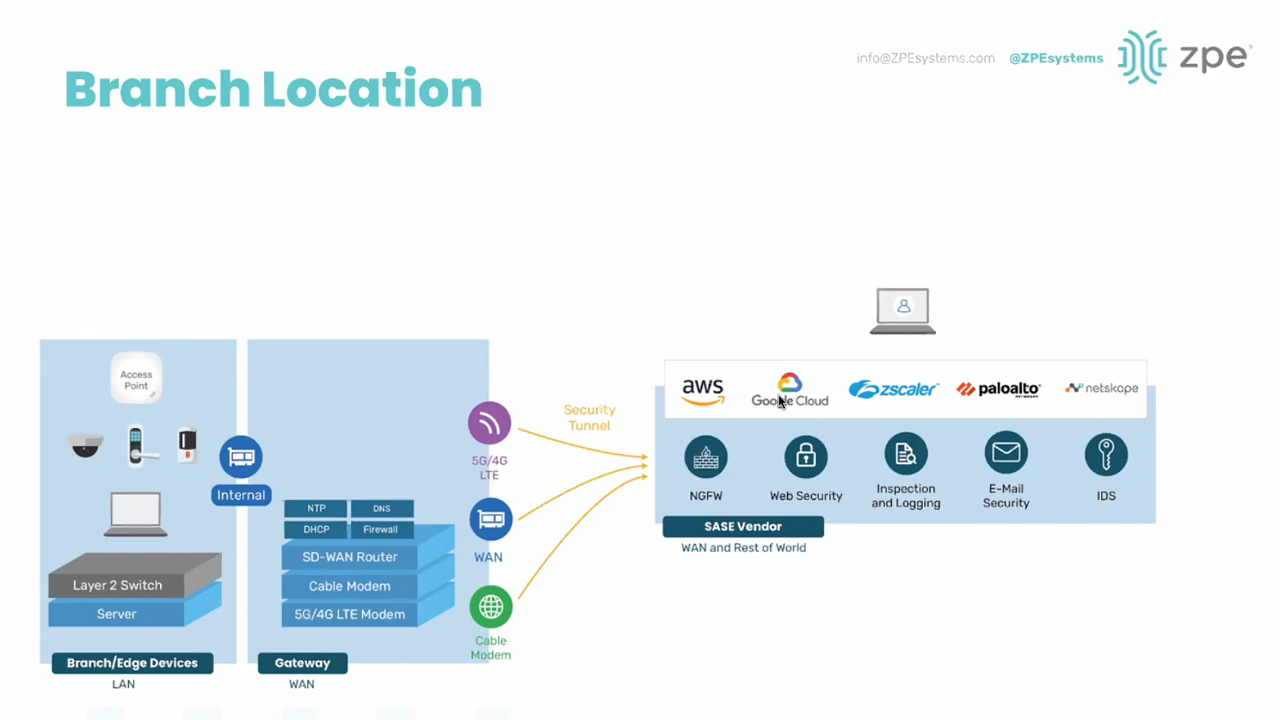 info@ZPEsystems.com @ZPEsystems zpe
Branch Location
Access
Point
Internal
Layer 2 Switch
Server
Branch/Edge Devices
LAN
NTP
DNS
DHCP
Firewall
SD-WAN Router
Cable Modem
5G/4G LTE Modem
Gateway
WAN
5G/4G
LTE
WAN
Cable
Modem
Security
Tunnel
aws
Google Cloud
zscaler
paloalto
netskope
NGFW
Web Security
Inspection
and Logging
E-Mail
Security
IDS
SASE Vendor
WAN and Rest of World